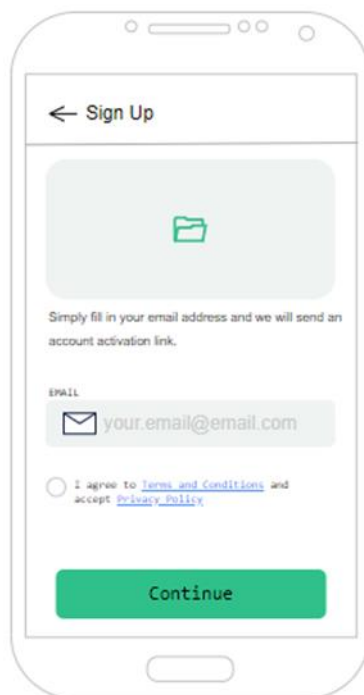 Sign Up
Simply fill in your email address and we will send an
account activation link.
EMAIL
your.email@email.com
I agree to Terms and Conditions and
accept Privacy Policy
Continue